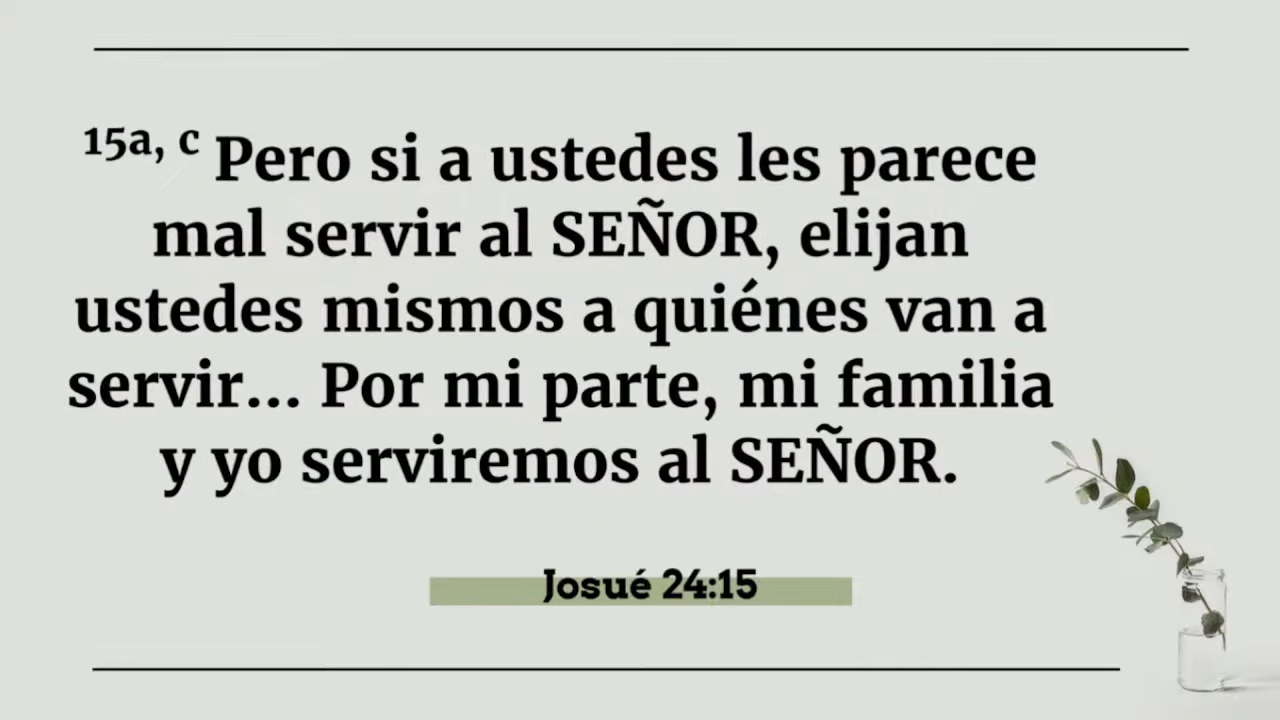 15a, c Pero si a ustedes les parece
mal servir al SEÑOR, elijan
ustedes mismos a quiénes van a
servir... Por mi parte, mi familia
y yo serviremos al SEÑOR.
Josué 24:15